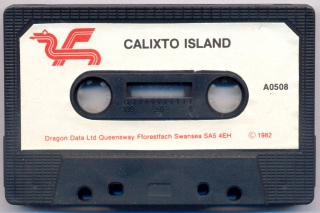 CALIXTO ISLAND
A0508
Dragon Data Ltd Queensway Fforestfach Swansea SA5 4EH © 1982